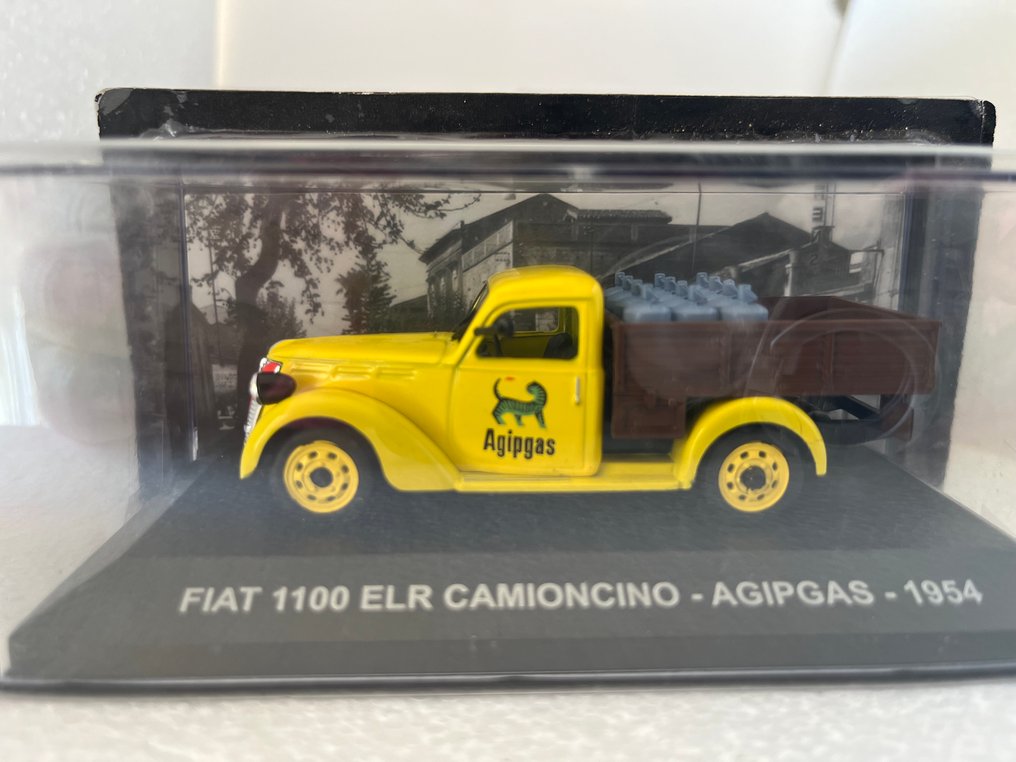 Agipgas
FIAT 1100 ELR CAMIONCINO - AGIPGAS - 1954